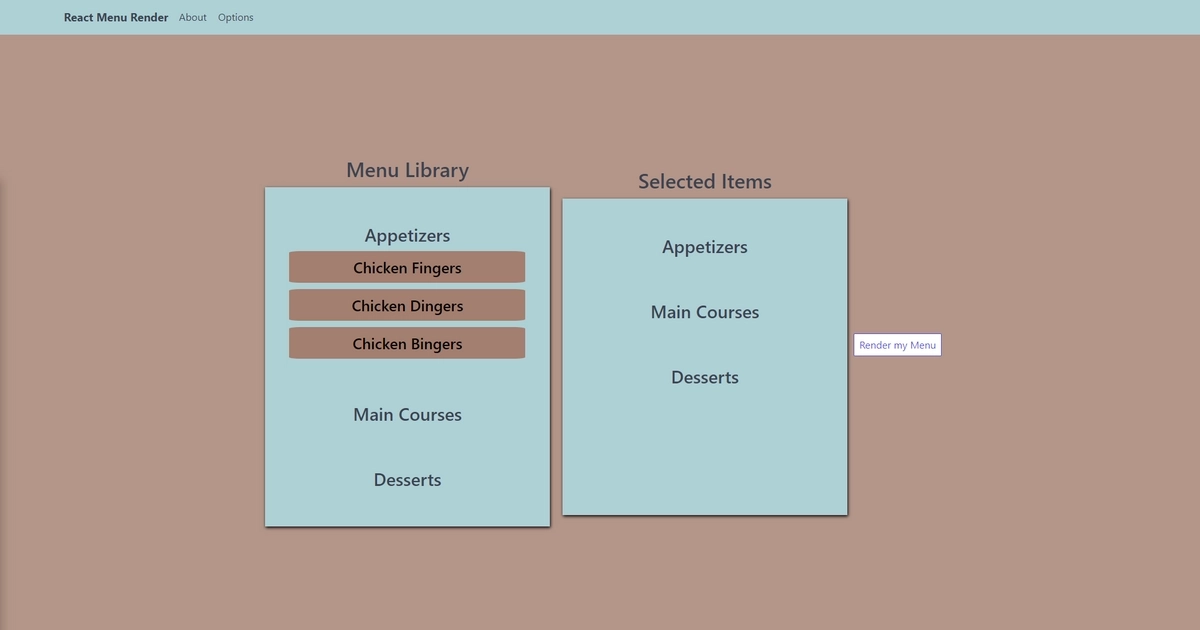 React Menu Render About Options
Menu Library
Appetizers
Chicken Fingers
Chicken Dingers
Chicken Bingers
Main Courses
Desserts
Selected Items
Appetizers
Main Courses
Desserts
Render my Menu